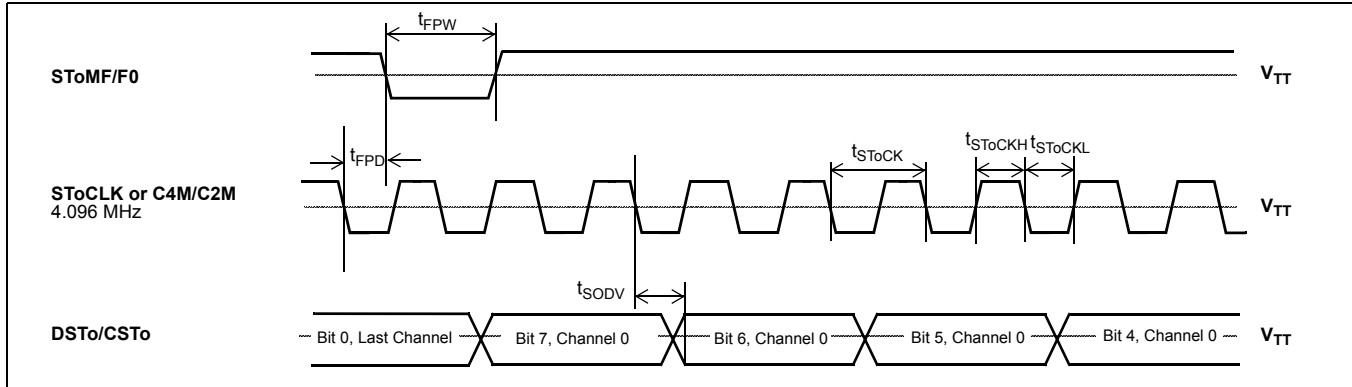 tFPW
SToMF/F0
VTT
tFPD
tSToCK
tSToCKH
tSToCKL
SToCLK or C4M/C2M
4.096 MHz
VTT
tSODV
DSTo/CSTo
Bit 0, Last Channel
Bit 7, Channel 0
Bit 6, Channel 0
Bit 5, Channel 0
Bit 4, Channel 0
VTT